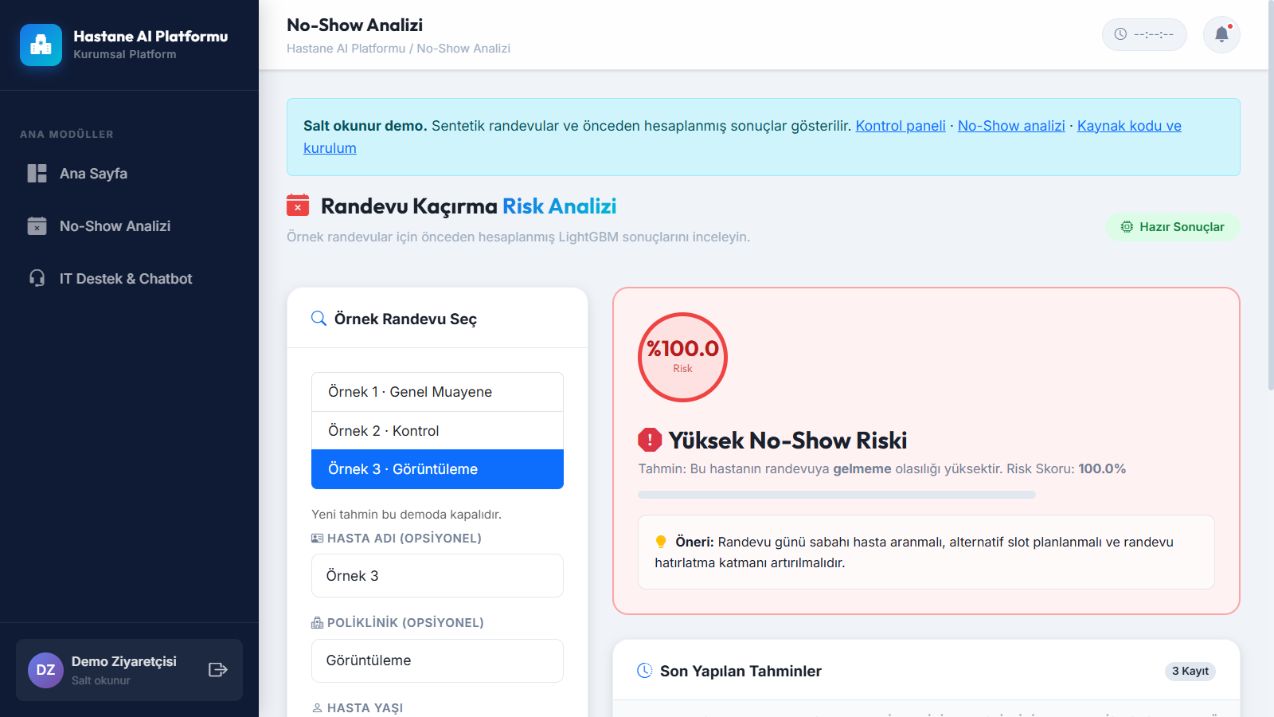 Hastane AI Platformu
Kurumsal Platform
ANA MODÜLLER
Ana Sayfa
No-Show Analizi
IT Destek & Chatbot
DZ
Demo Ziyaretçisi
Salt okunur
No-Show Analizi
Hastane AI Platformu / No-Show Analizi
--:--:--
Salt okunur demo. Sentetik randevular ve önceden hesaplanmış sonuçlar gösterilir. Kontrol paneli · No-Show analizi · Kaynak kodu ve
kurulum
Randevu Kaçırma Risk Analizi
Örnek randevular için önceden hesaplanmış LightGBM sonuçlarını inceleyin.
Hazır Sonuçlar
Örnek Randevu Seç
Örnek 1 · Genel Muayene
Örnek 2 · Kontrol
Örnek 3 · Görüntüleme
Yeni tahmin bu demoda kapalıdır.
HASTA ADI (OPSİYONEL)
Örnek 3
POLİKLİNİK (OPSİYONEL)
Görüntüleme
HASTA YAŞI
%100.0
Risk
Yüksek No-Show Riski
Tahmin: Bu hastanın randevuya gelmeme olasılığı yüksektir. Risk Skoru: 100.0%
Öneri: Randevu günü sabahı hasta aranmalı, alternatif slot planlanmalı ve randevu
hatırlatma katmanı artırılmalıdır.
Son Yapılan Tahminler
3 Kayıt